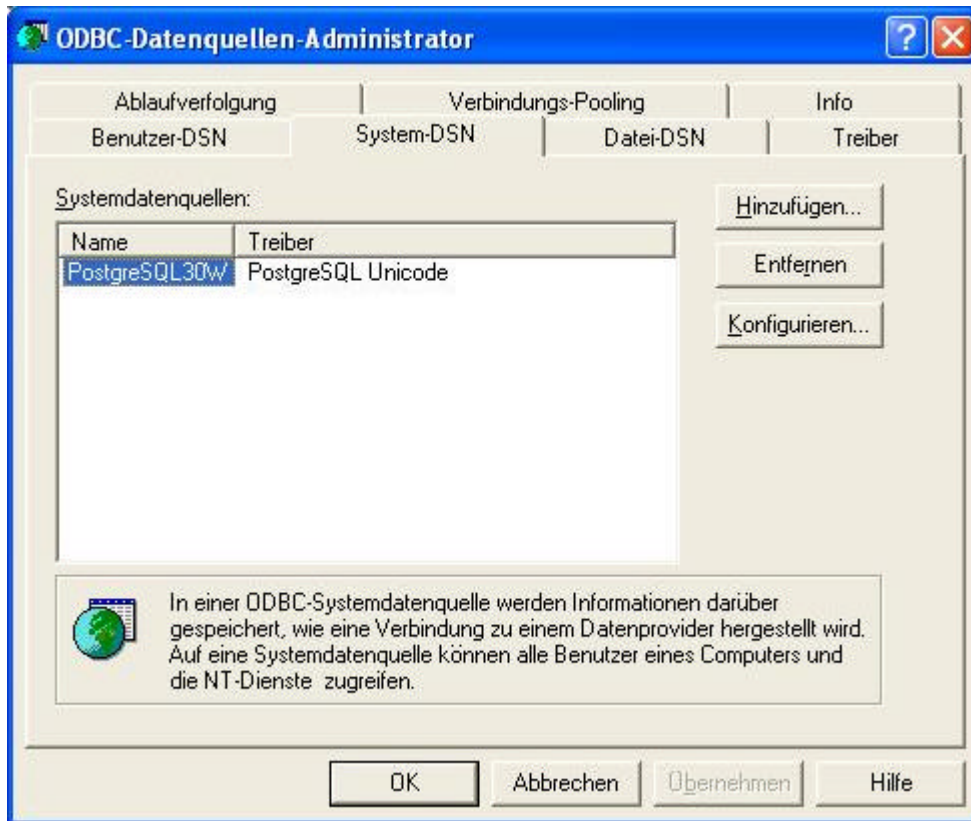 ODBC-Datenquellen-Administrator
Ablaufverfolgung Verbindungs-Pooling Info
Benutzer-DSN System-DSN Datei-DSN Treiber
Systemdatenquellen:
Hinzufügen...
Name Treiber
PostgreSQL30W PostgreSQL Unicode
Entfernen
Konfigurieren...
In einer ODBC-Systemdatenquelle werden Informationen darüber
gespeichert, wie eine Verbindung zu einem Datenprovider hergestellt wird.
Auf eine Systemdatenquelle können alle Benutzer eines Computers und
die NT-Dienste zugreifen.
OK Abbrechen Übernehmen Hilfe